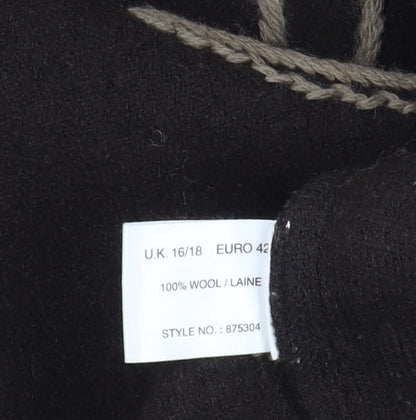 U.K. 16/18 EURO 42
100% WOOL / LAINE
STYLE NO. : 875304